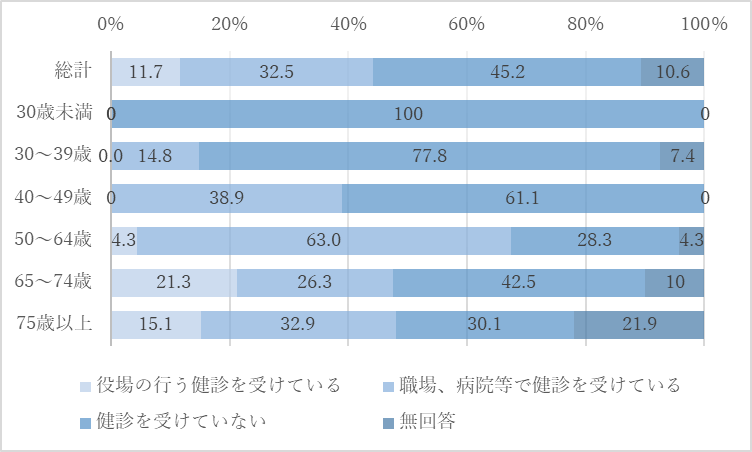 0% 20% 40% 60% 80% 100%
総計 11.7 32.5 45.2 10.6
30歳未満 0 100 0
30～39歳 0.0 14.8 77.8 7.4
40～49歳 0 38.9 61.1 0
50～64歳 4.3 63.0 28.3 4.3
65～74歳 21.3 26.3 42.5 10
75歳以上 15.1 32.9 30.1 21.9
役場の行う健診を受けている 職場、病院等で健診を受けている
健診を受けていない 無回答